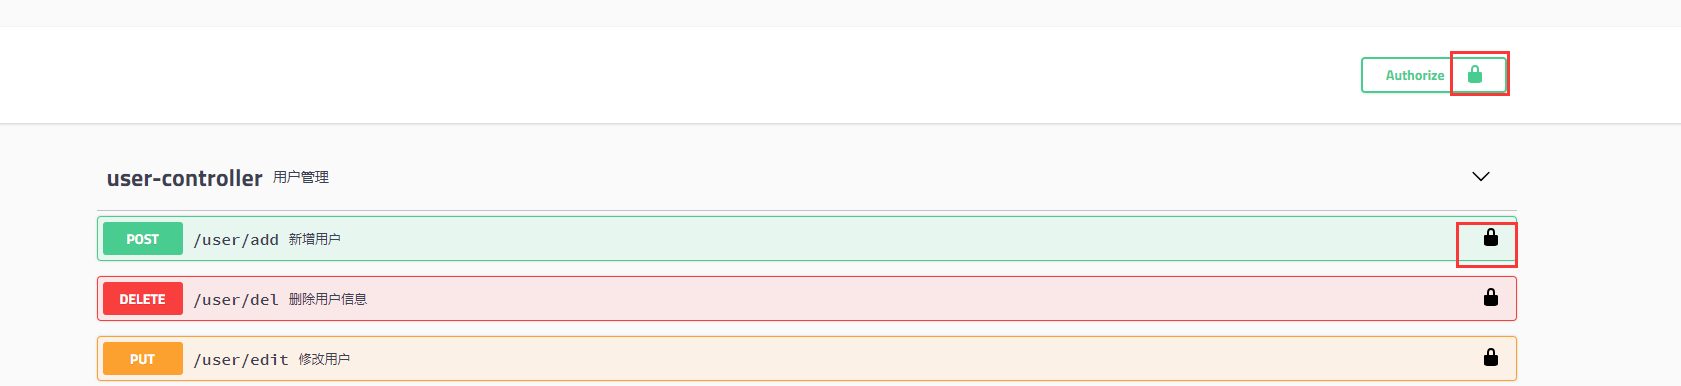 Authorize
user-controller 用户管理
POST /user/add 新增用户
DELETE /user/del 删除用户信息
PUT /user/edit 修改用户